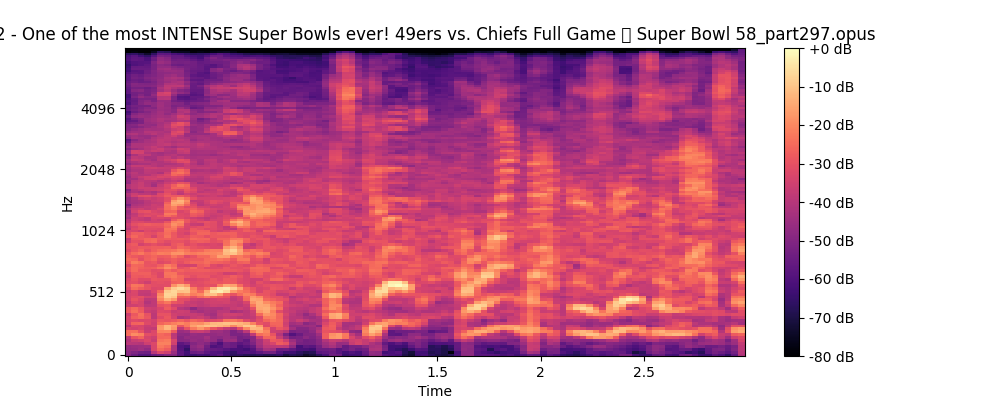 2 - One of the most INTENSE Super Bowls ever! 49ers vs. Chiefs Full Game Super Bowl 58_part297.opus
Hz
4096
2048
1024
512
0
0 0.5 1 1.5 2 2.5
Time
+0 dB
-10 dB
-20 dB
-30 dB
-40 dB
-50 dB
-60 dB
-70 dB
-80 dB